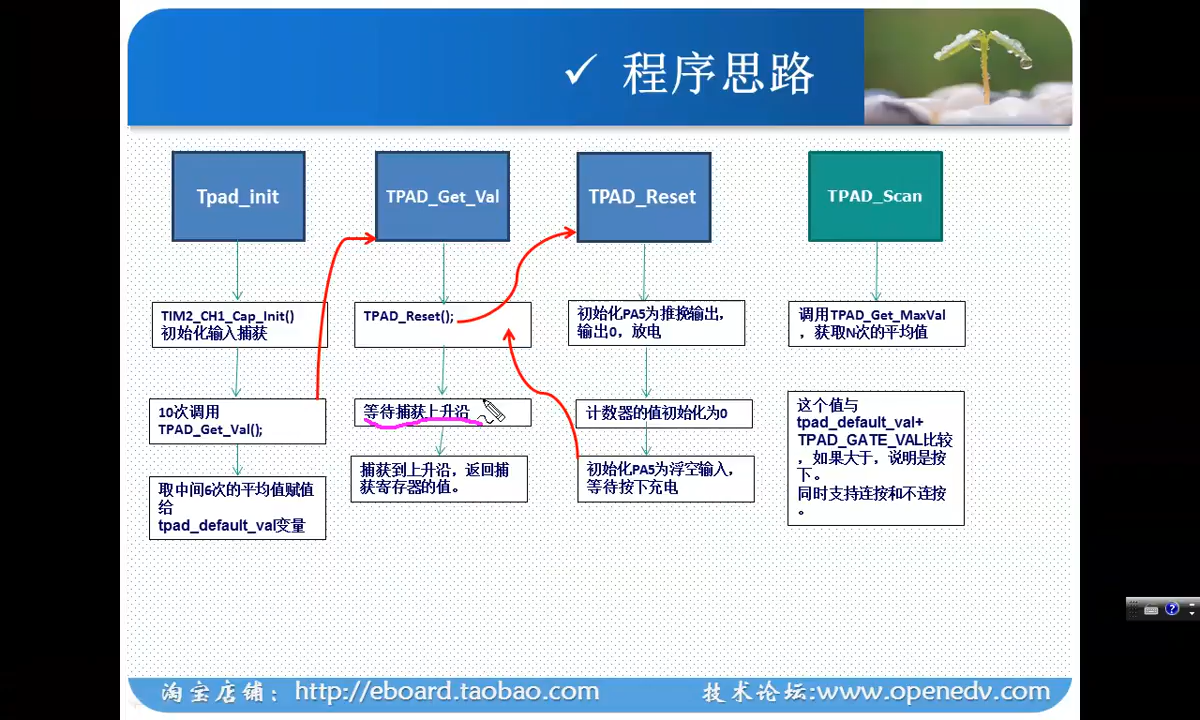 ✓ 程序思路
Tpad_init
TIM2_CH1_Cap_Init()
初始化输入捕获
10次调用
TPAD_Get_Val();
取中间6次的平均值赋值
给
tpad_default_val变量
TPAD_Get_Val
TPAD_Reset();
等待捕获上升沿
捕获到上升沿，返回捕
获寄存器的值。
TPAD_Reset
初始化PA5为推挽输出，
输出0，放电
计数器的值初始化为0
初始化PA5为浮空输入，
等待按下充电
TPAD_Scan
调用TPAD_Get_MaxVal
，获取N次的平均值
这个值与
tpad_default_val+
TPAD_GATE_VAL比较
，如果大于，说明是按
下。
同时支持连接和不连接
。
淘宝店铺：http://eboard.taobao.com
技术论坛:www.openedv.com